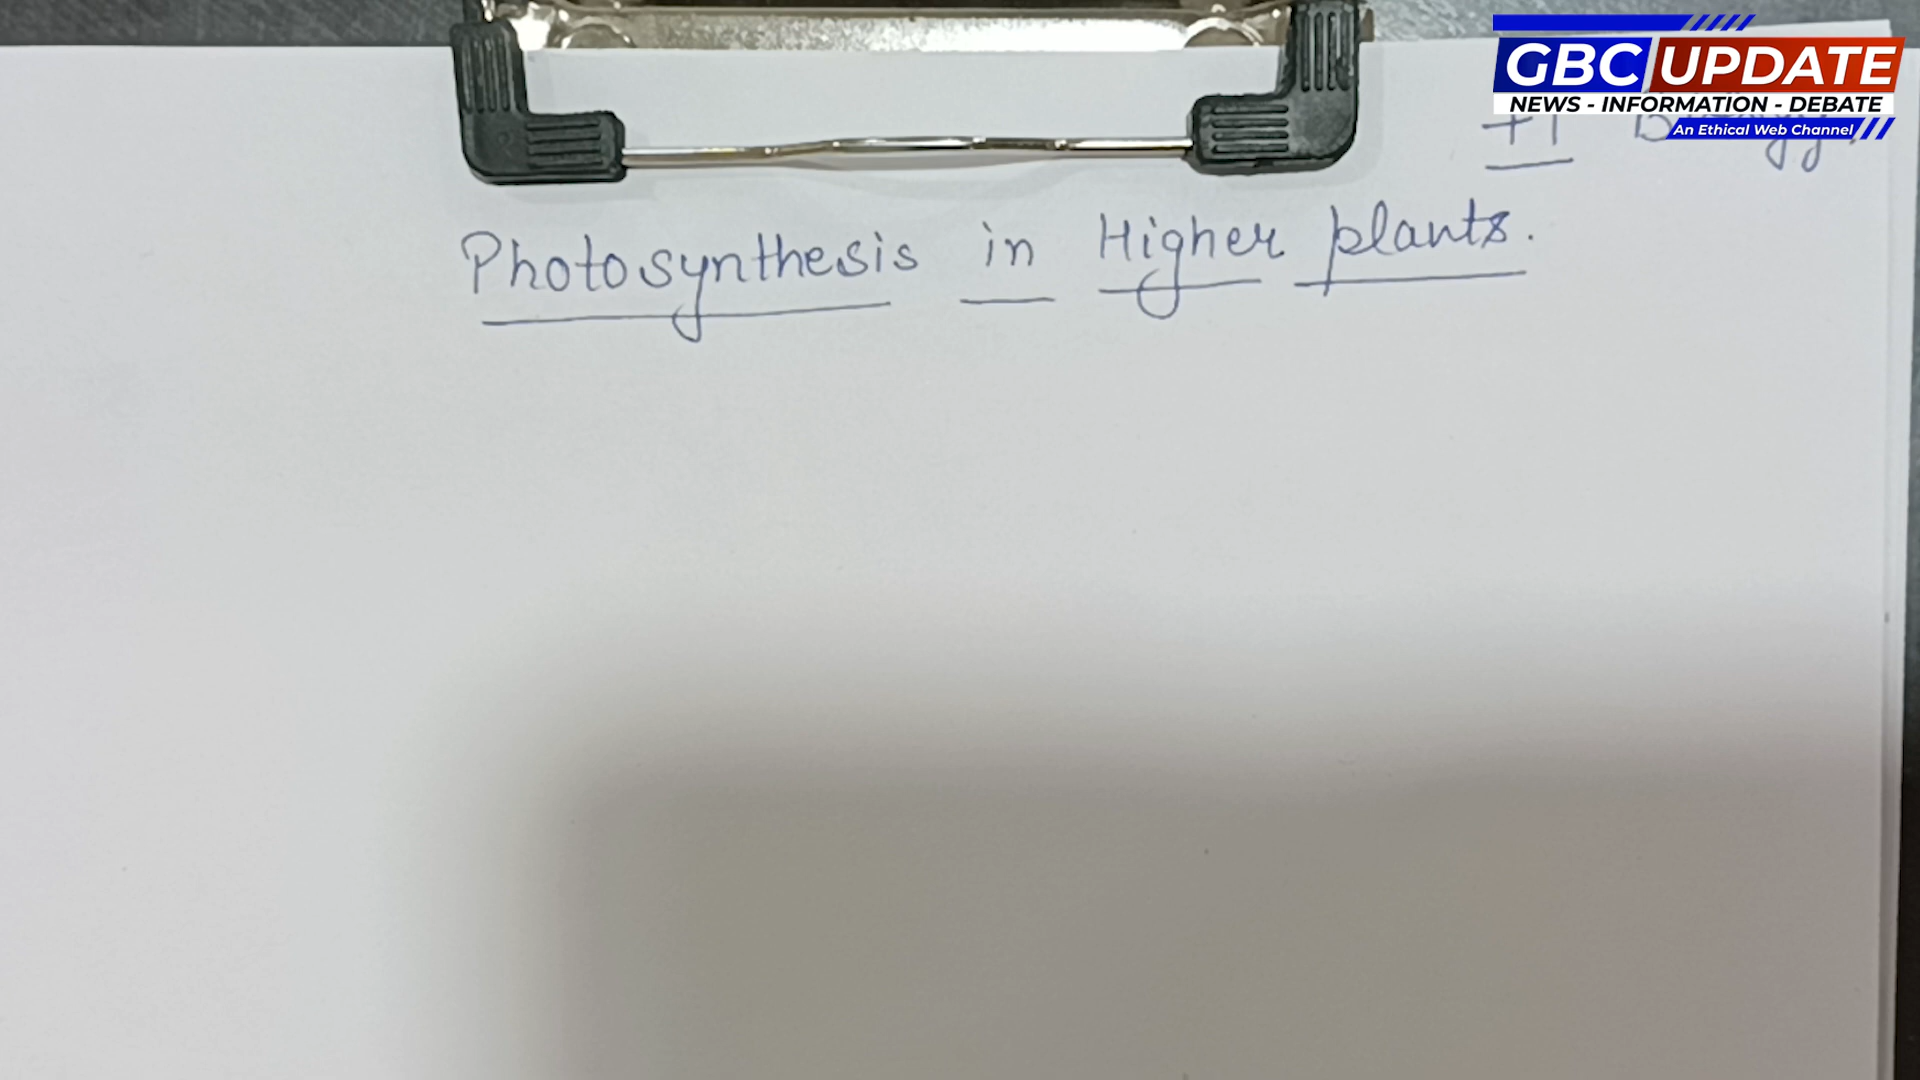 GBC UPDATE
NEWS - INFORMATION - DEBATE
An Ethical Web Channel
+1
Photosynthesis in Higher plants.